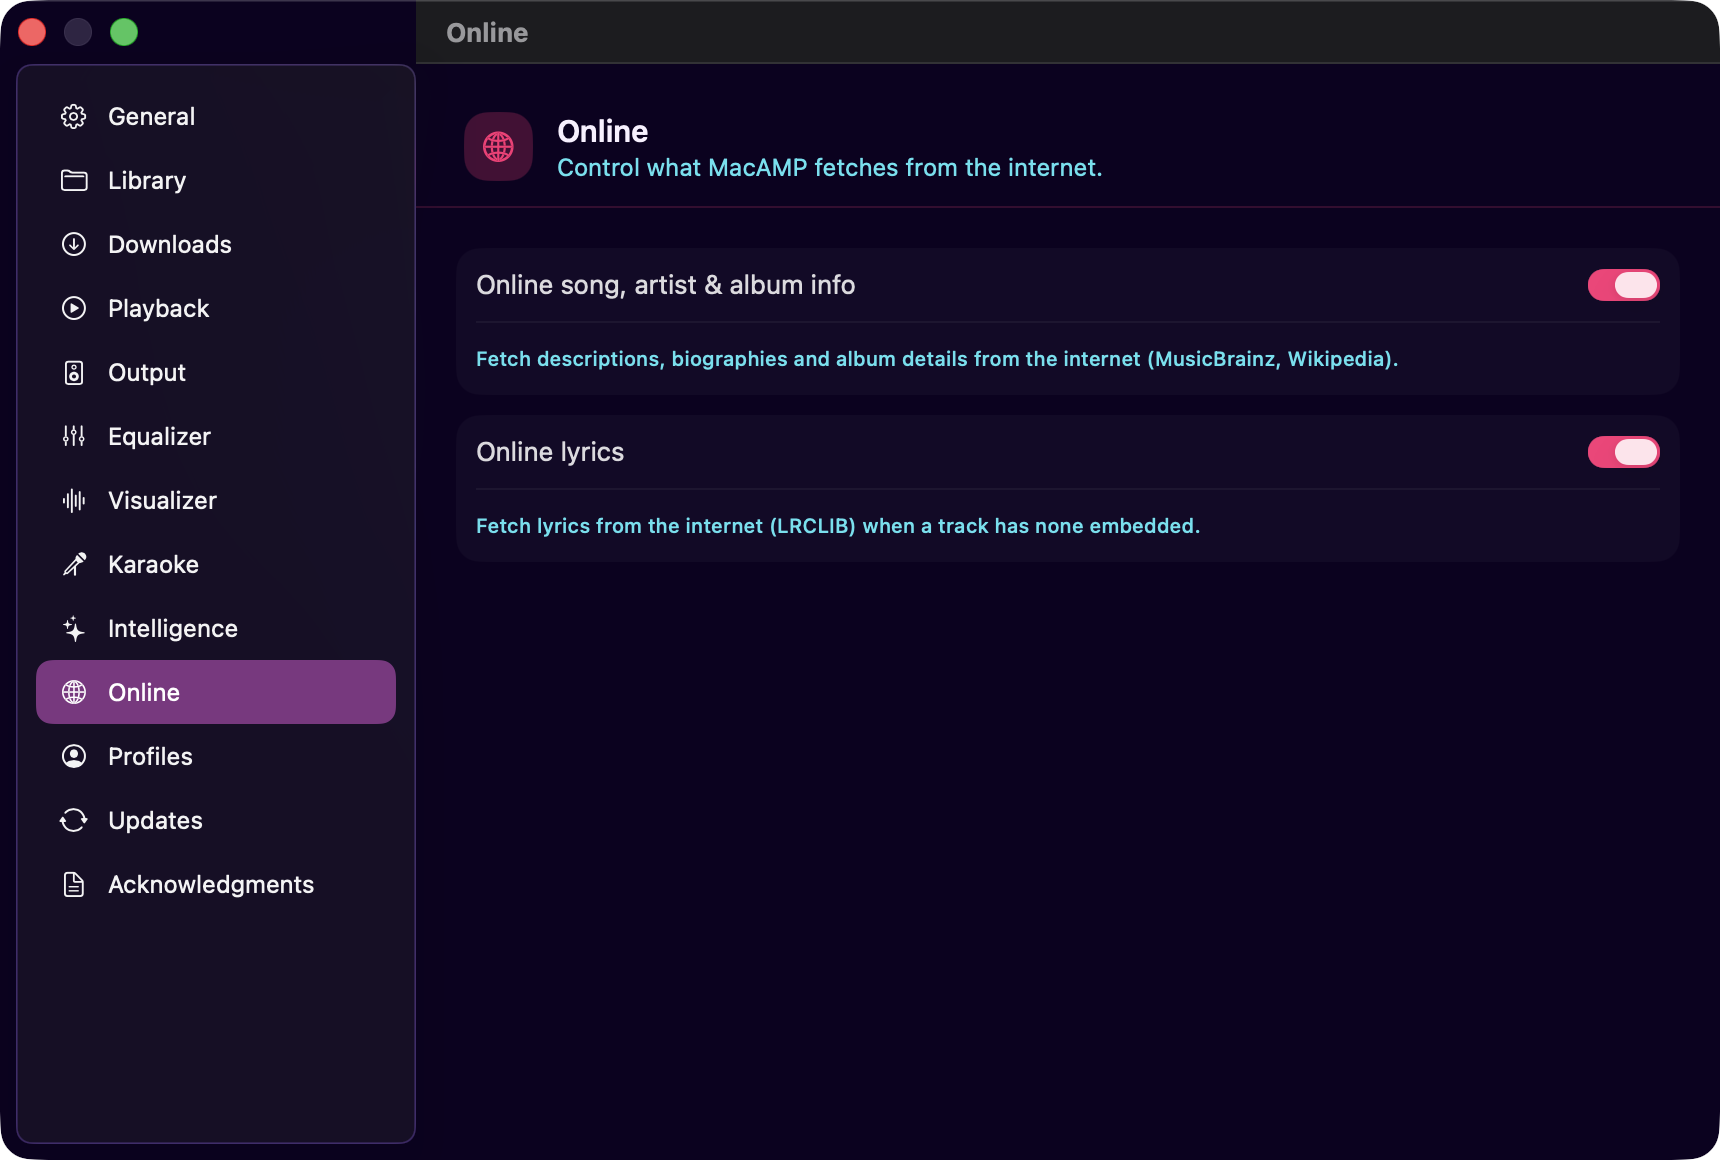 Online
General
Library
Downloads
Playback
Output
Equalizer
Visualizer
Karaoke
Intelligence
Online
Profiles
Updates
Acknowledgments
Online
Control what MacAMP fetches from the internet.
Online song, artist & album info
Fetch descriptions, biographies and album details from the internet (MusicBrainz, Wikipedia).
Online lyrics
Fetch lyrics from the internet (LRCLIB) when a track has none embedded.